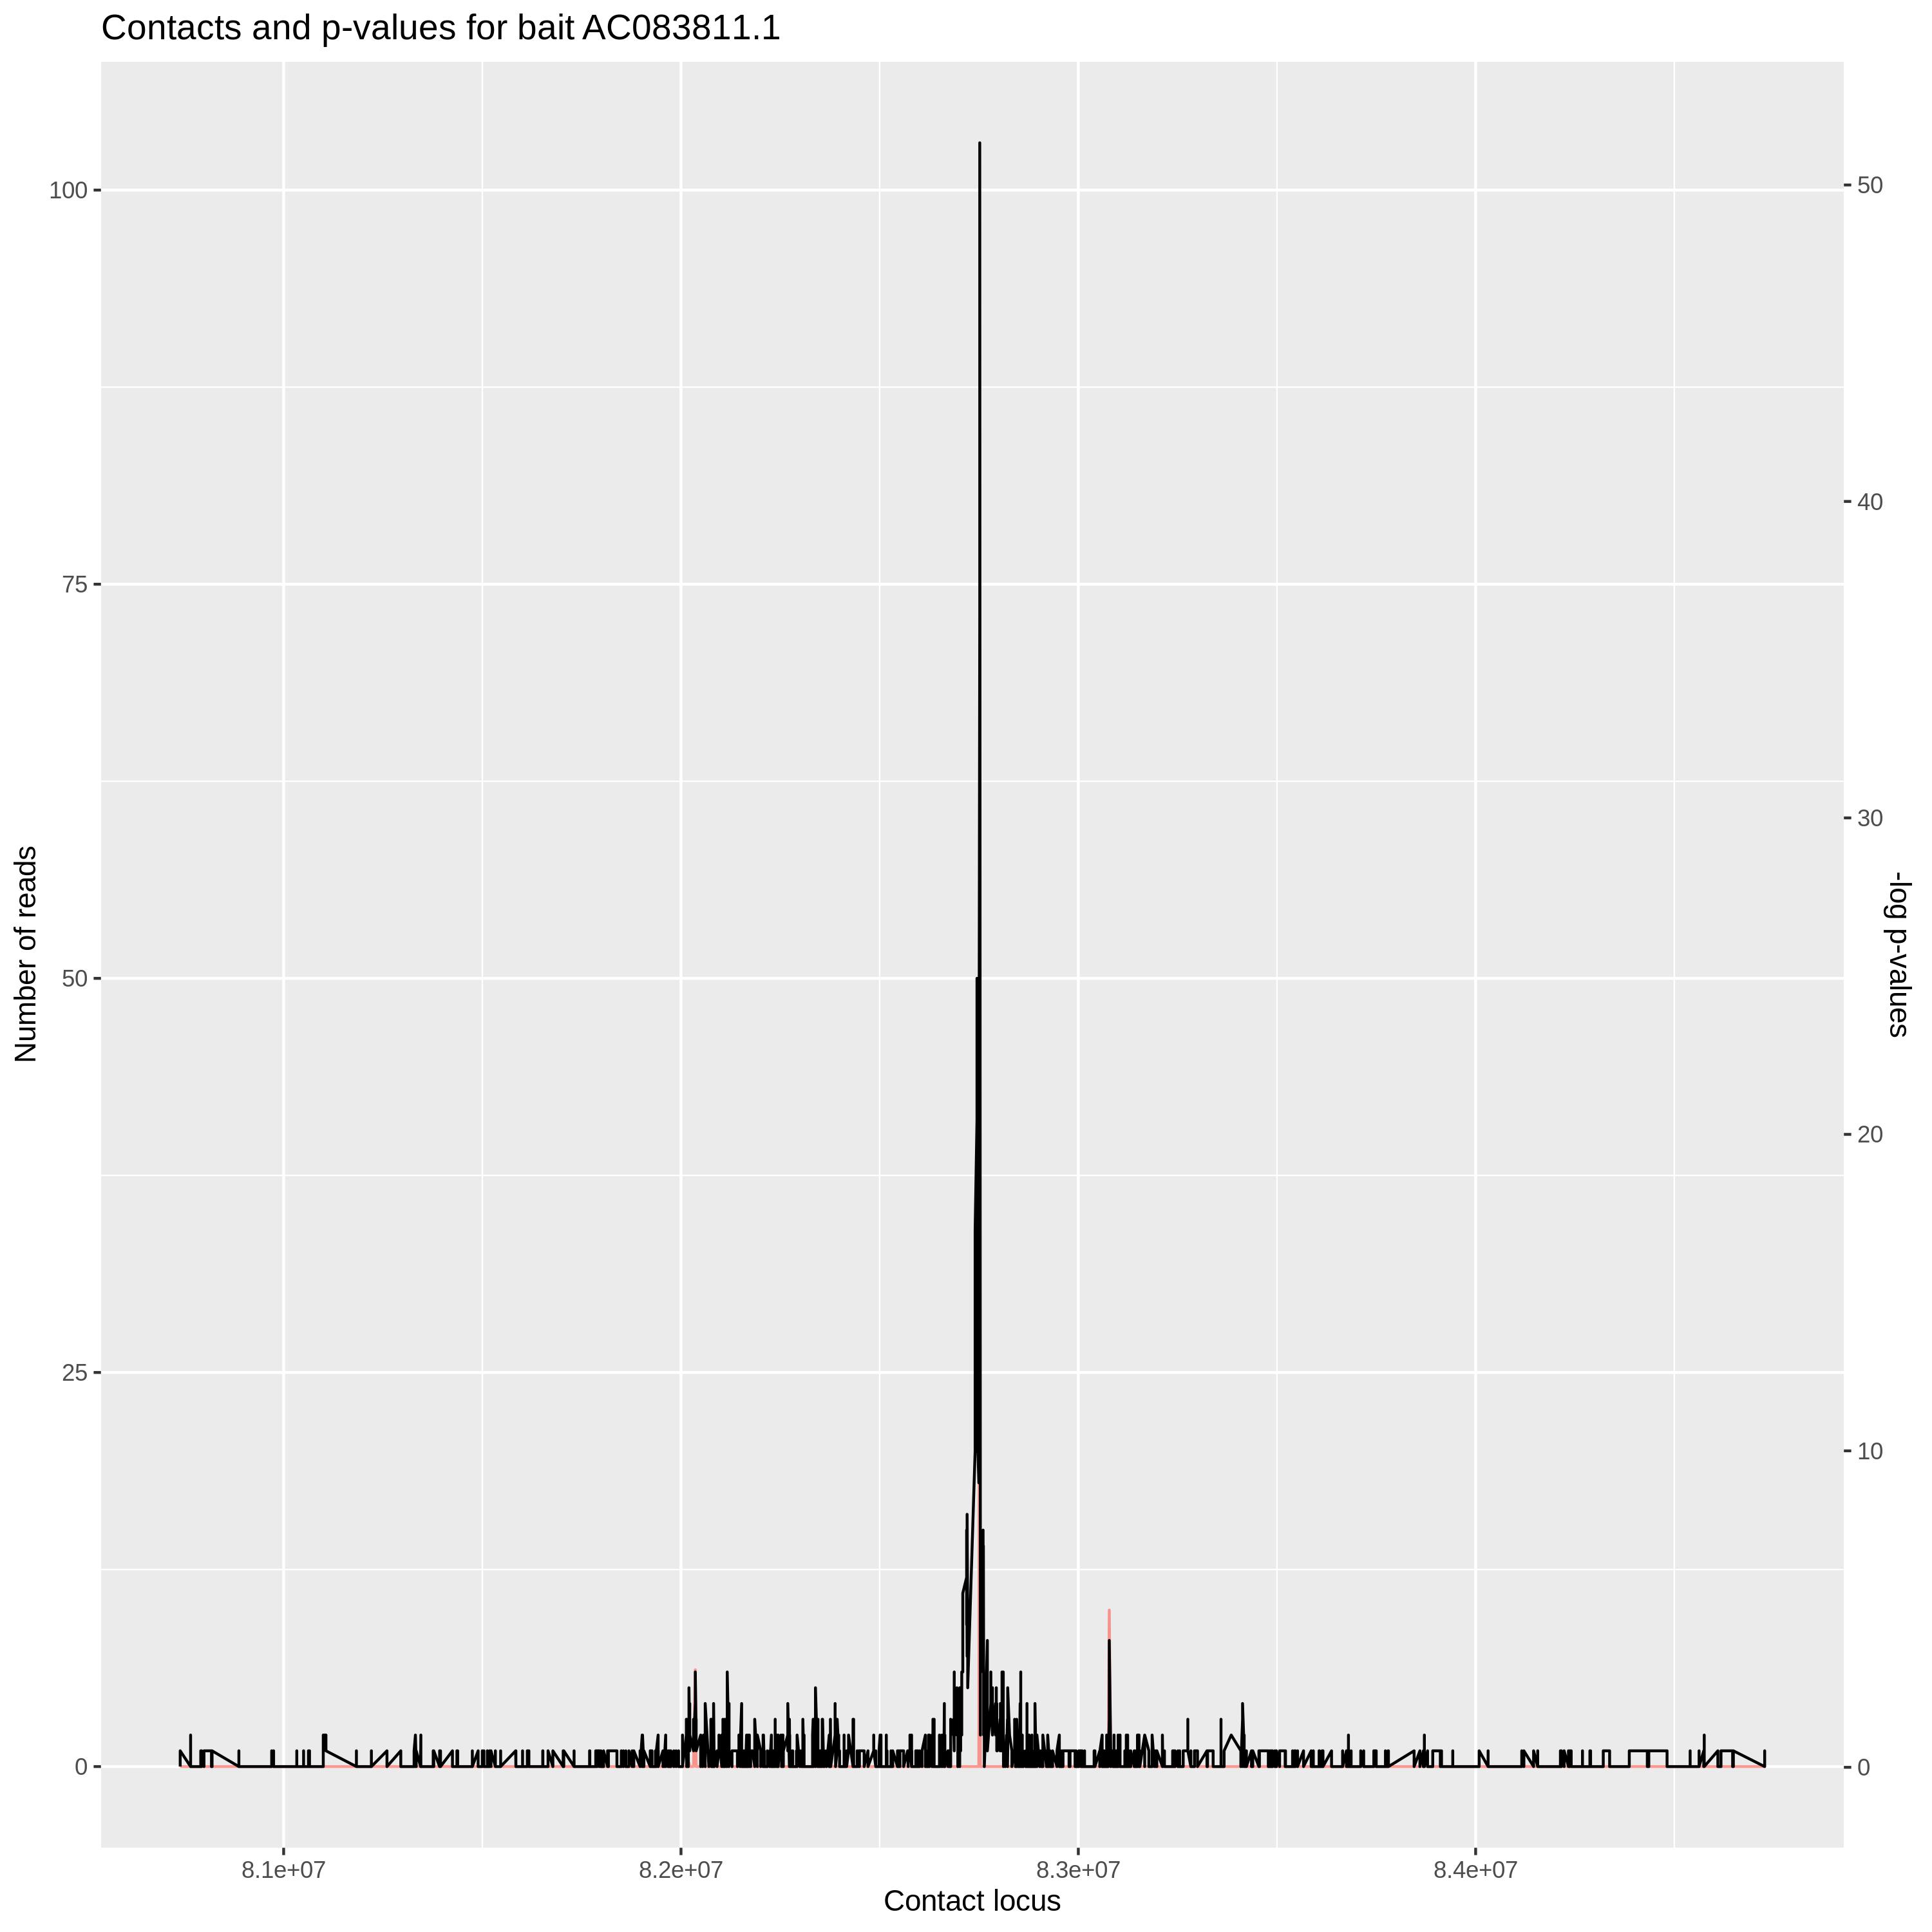 Contacts and p-values for bait AC083811.1
100
75
50
25
0
Number of reads
50
40
30
20
10
0
-log p-values
8.1e+07
8.2e+07
8.3e+07
8.4e+07
Contact locus